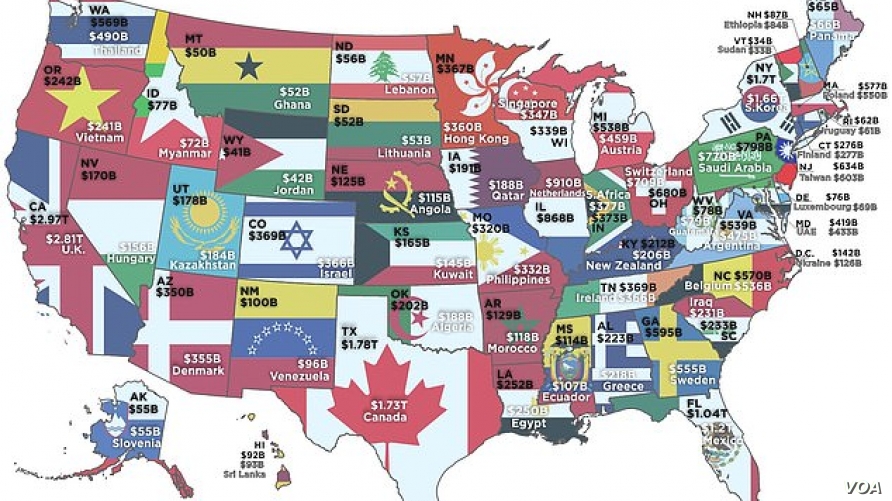 WA
$569B
$490B
Thailand
MT
$50B
$52B
Ghana
ND
$56B
$57B
Lebanon
MN
$367B
$360B
Hong Kong
Singapore
$347B
$339B
WI
MI
$538B
$459B
Austria
NH $87B
Ethiopia $84B
VT $34B
Sudan $33B
$65B
$66B
Panama
NY
$1.7T
$1.66T
S.Korea
MA $577B
Poland $550B
RI $62B
Uruguay $61B
CT $276B
Finland $277B
NJ $634B
Taiwan $603B
DE $76B
Luxembourg $69B
MD $419B
UAE $433B
D.C. $142B
Ukraine $126B
OR
$242B
$241B
Vietnam
ID
$77B
$72B
Myanmar
WY
$41B
$42B
Jordan
SD
$52B
$53B
Lithuania
NE
$125B
$115B
Angola
IA
$191B
$188B
Qatar
$910B
Netherlands
IL
$868B
S.Africa
$377B
$373B
IN
Switzerland
$709B
$680B
OH
PA
$798B
$770B
Saudi Arabia
WV
$78B
$79B
VA
$539B
$475B
Argentina
NV
$170B
$156B
Hungary
UT
$178B
$184B
Kazakhstan
CO
$369B
$366B
Israel
KS
$165B
$145B
Kuwait
MO
$320B
$332B
Philippines
KY $212B
$206B
New Zealand
CA
$2.97T
$2.81T
U.K.
AZ
$350B
$355B
Denmark
NM
$100B
$96B
Venezuela
OK
$202B
$188B
Algeria
AR
$129B
$118B
Morocco
TN $369B
Ireland $366B
NC $570B
Belgium $536B
Iraq
$231B
$233B
SC
TX
$1.78T
$1.73T
Canada
LA
$252B
$250B
Egypt
MS
$114B
$107B
Ecuador
AL
$223B
$218B
Greece
GA
$595B
$555B
Sweden
FL
$1.04T
$1.2T
Mexico
AK
$55B
$55B
Slovenia
HI
$92B
$93B
Sri Lanka
VOA